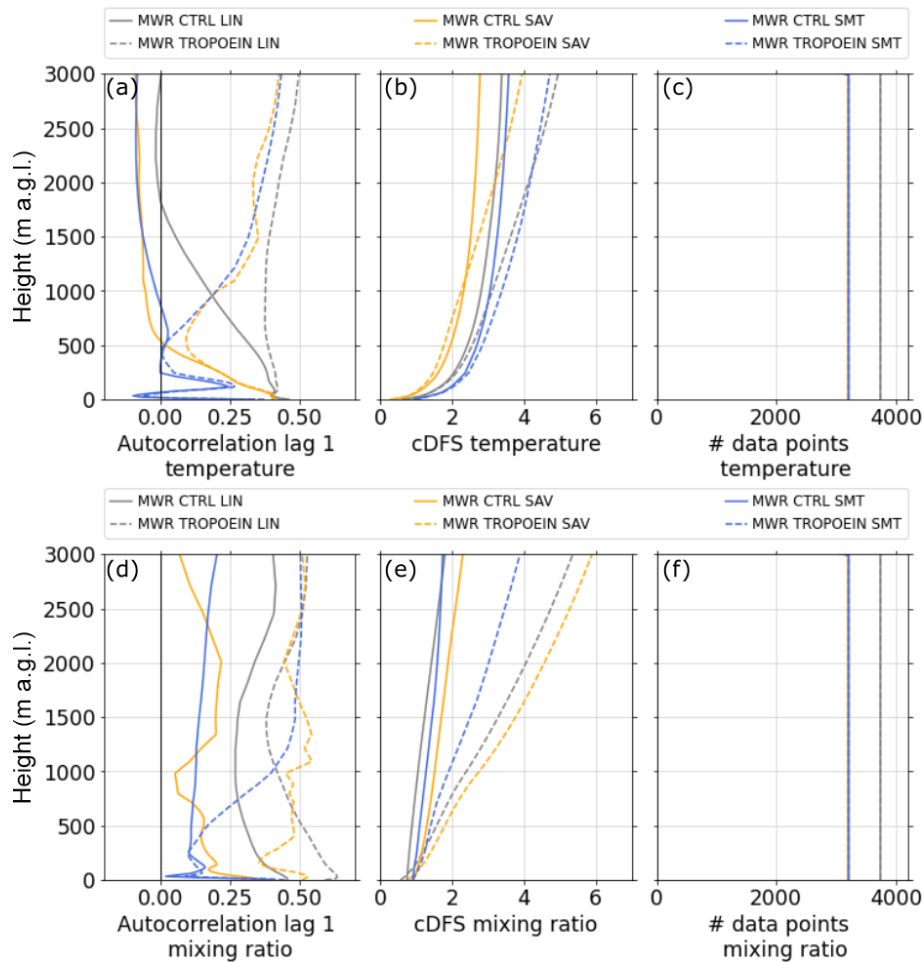 MWR CTRL LIN MWR CTRL SAV MWR CTRL SMT
MWR TROPOEIN LIN MWR TROPOEIN SAV MWR TROPOEIN SMT
(a) (b) (c)
3000
2500
2000
1500
1000
500
0
Height (m a.g.l.)
0.00 0.25 0.50 0 2 4 6 0 2000 4000
Autocorrelation lag 1 cDFS temperature # data points
temperature temperature
MWR CTRL LIN MWR CTRL SAV MWR CTRL SMT
MWR TROPOEIN LIN MWR TROPOEIN SAV MWR TROPOEIN SMT
(d) (e) (f)
3000
2500
2000
1500
1000
500
0
Height (m a.g.l.)
0.00 0.25 0.50 0 2 4 6 0 2000 4000
Autocorrelation lag 1 cDFS mixing ratio # data points
mixing ratio mixing ratio